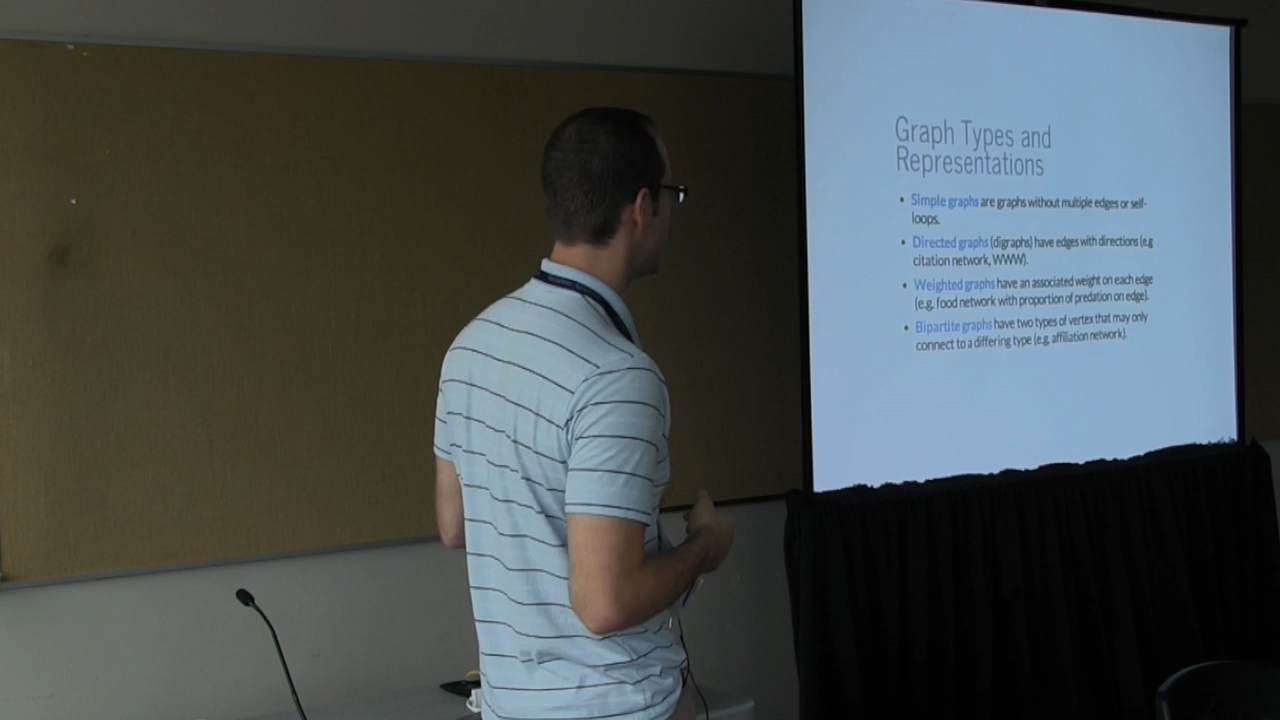 Graph Types and
Representations
• Simple graphs are graphs without multiple edges or self-
loops.
• Directed graphs (digraphs) have edges with directions (e.g
citation network, WWW).
• Weighted graphs have an associated weight on each edge
(e.g. food network with proportion of predation on edge).
• Bipartite graphs have two types of vertex that may only
connect to a differing type (e.g. affiliation network).